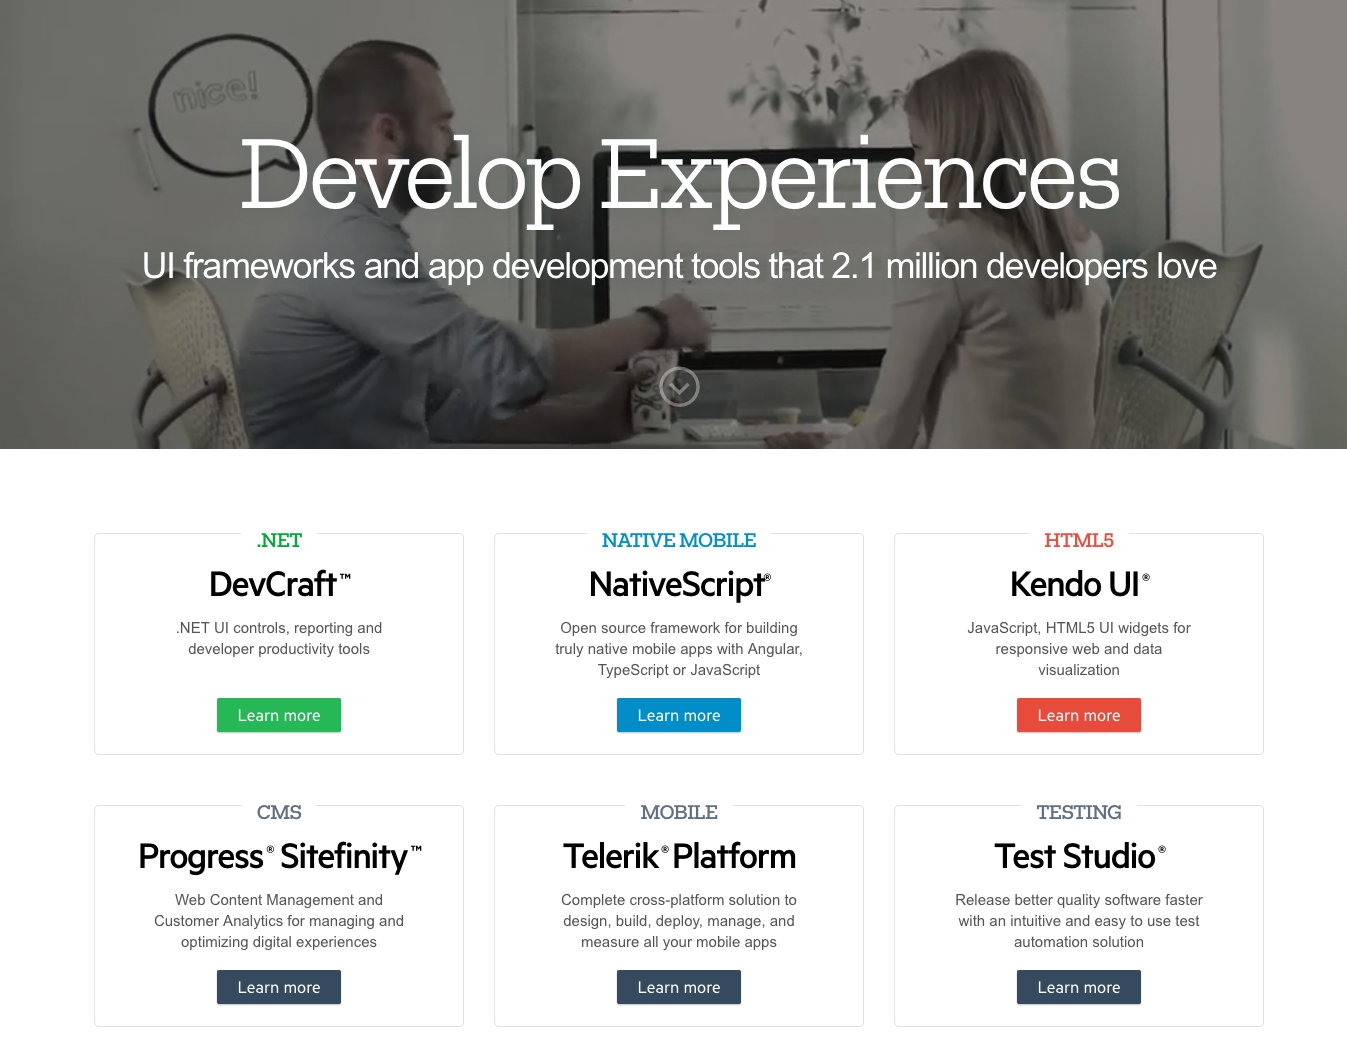 nice!
Develop Experiences
UI frameworks and app development tools that 2.1 million developers love
.NET
DevCraft™
.NET UI controls, reporting and
developer productivity tools
Learn more
NATIVE MOBILE
NativeScript®
Open source framework for building
truly native mobile apps with Angular,
TypeScript or JavaScript
Learn more
HTML5
Kendo UI®
JavaScript, HTML5 UI widgets for
responsive web and data
visualization
Learn more
CMS
Progress® Sitefinity™
Web Content Management and
Customer Analytics for managing and
optimizing digital experiences
Learn more
MOBILE
Telerik® Platform
Complete cross-platform solution to
design, build, deploy, manage, and
measure all your mobile apps
Learn more
TESTING
Test Studio®
Release better quality software faster
with an intuitive and easy to use test
automation solution
Learn more